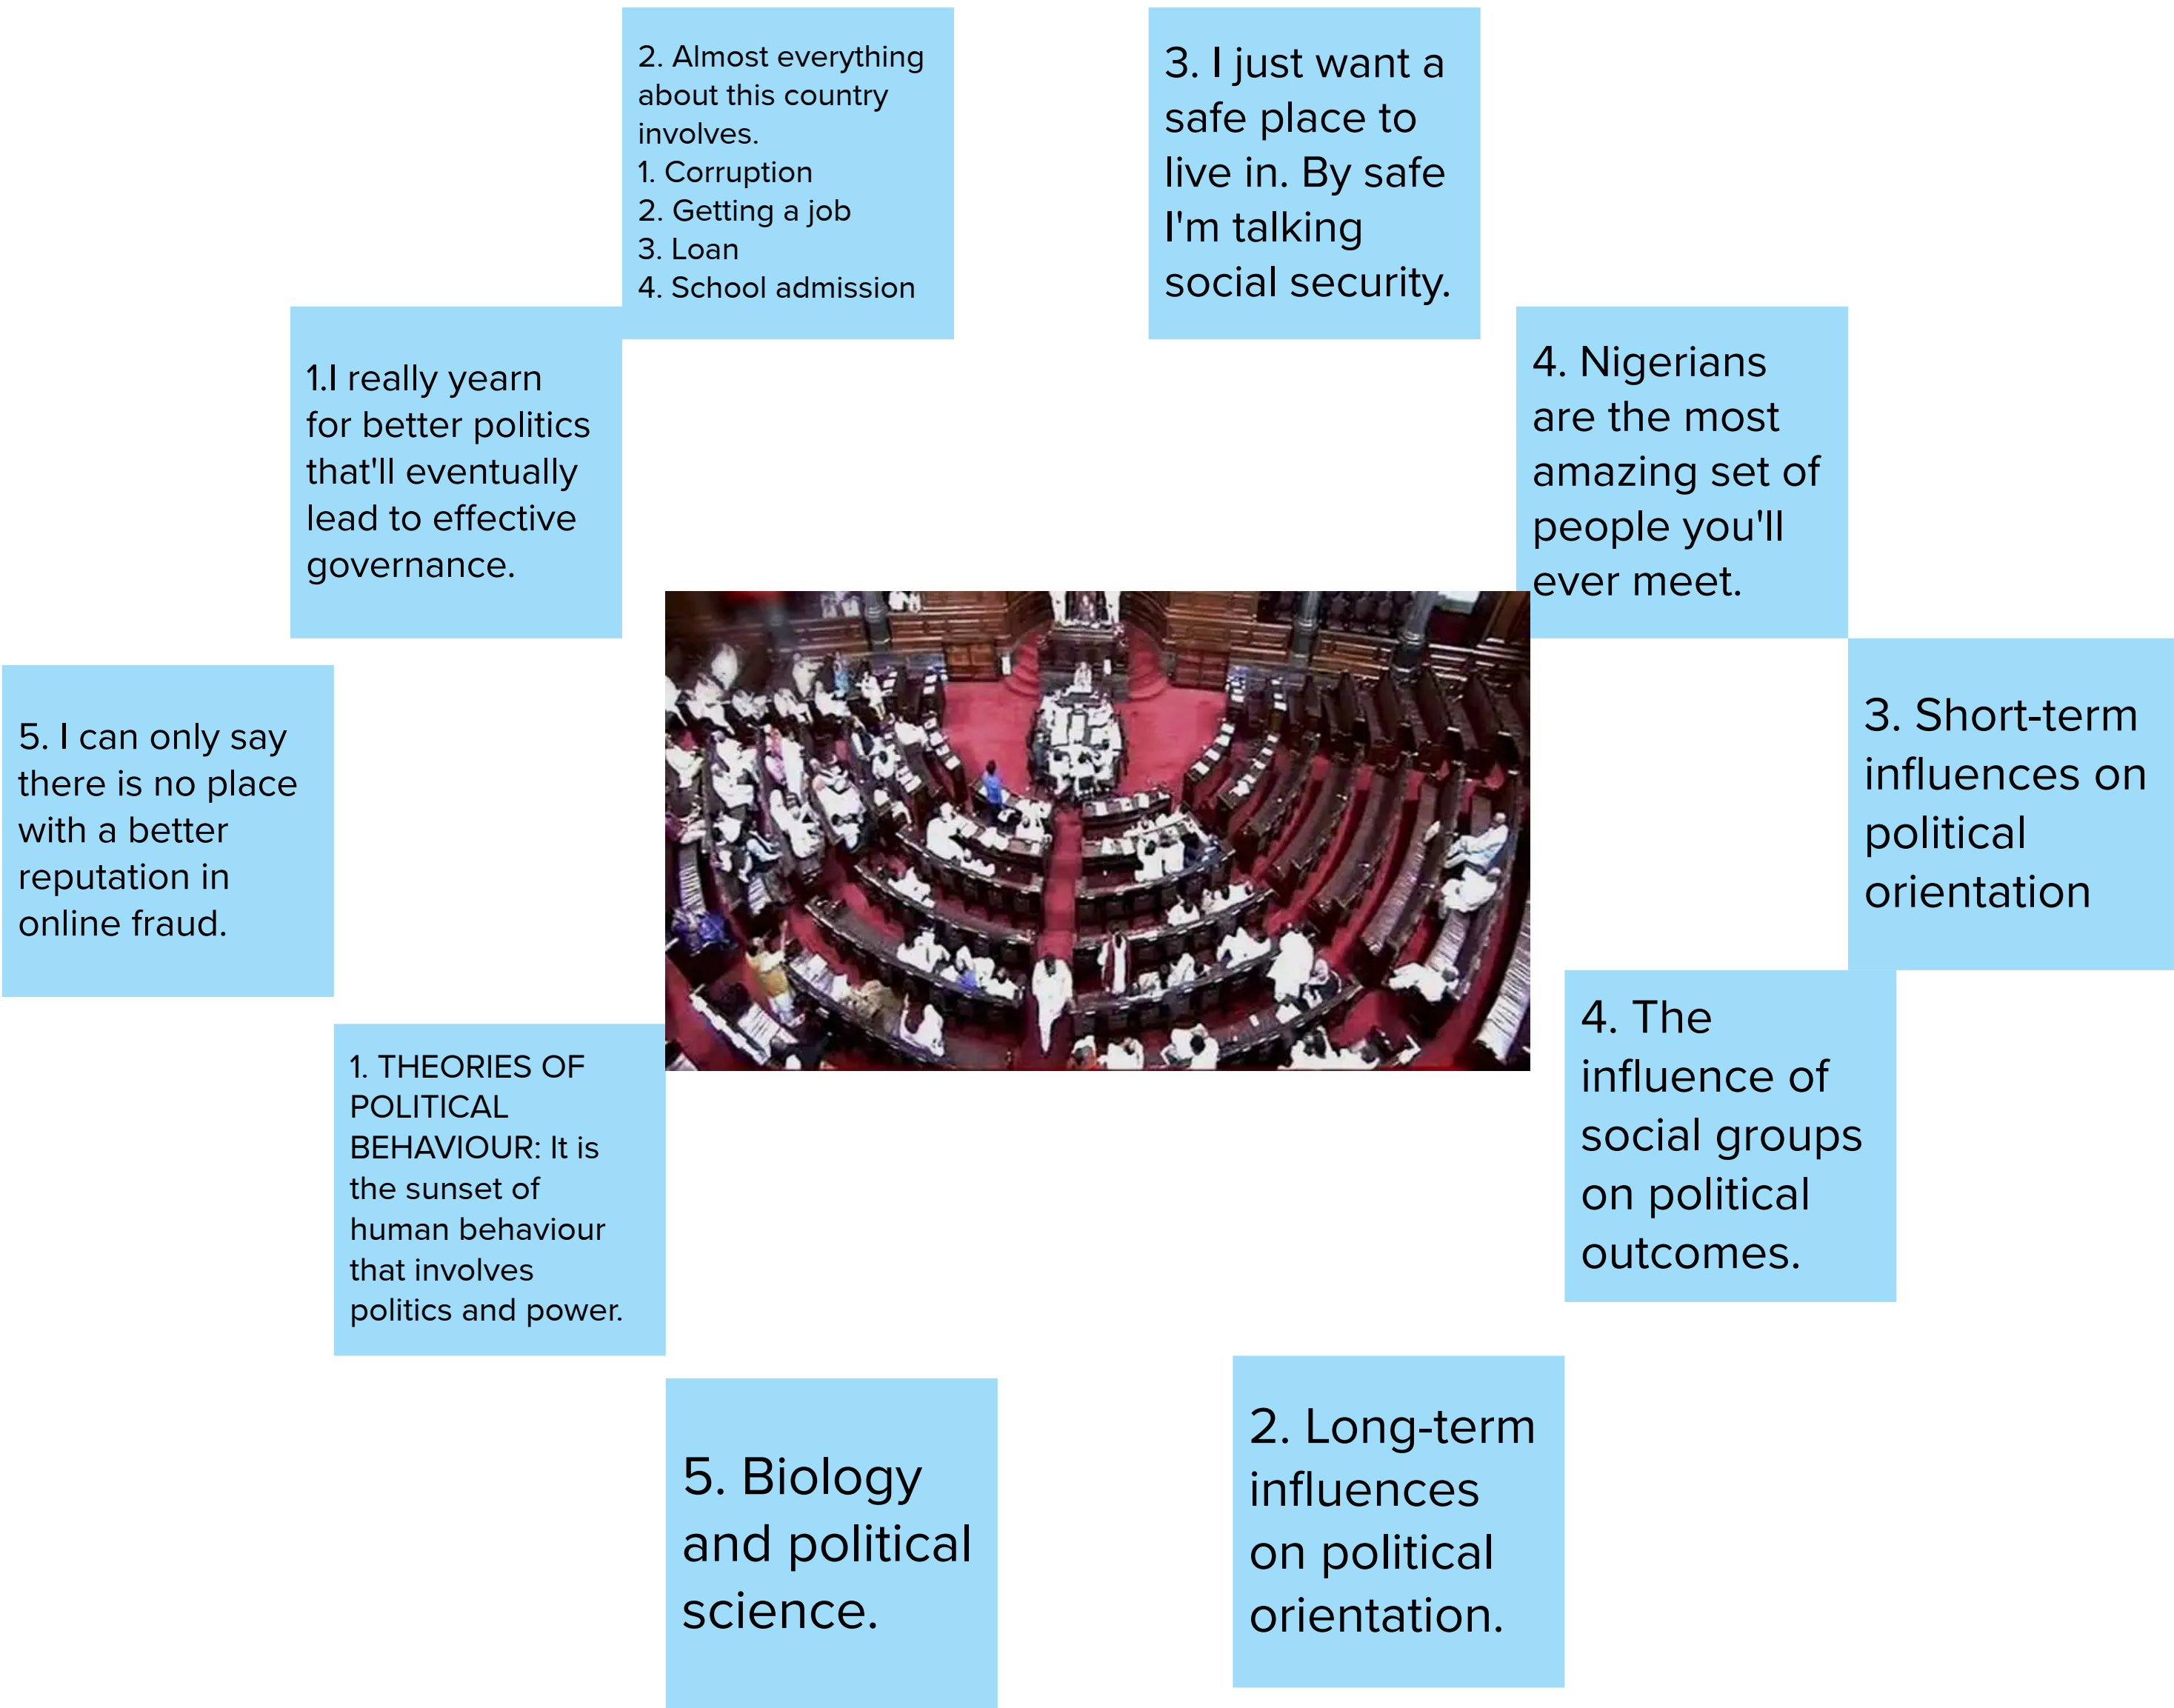 2. Almost everything
about this country
involves.
1. Corruption
2. Getting a job
3. Loan
4. School admission
3. I just want a
safe place to
live in. By safe
I'm talking
social security.
1.I really yearn
for better politics
that'll eventually
lead to effective
governance.
4. Nigerians
are the most
amazing set of
people you'll
ever meet.
5. I can only say
there is no place
with a better
reputation in
online fraud.
3. Short-term
influences on
political
orientation
1. THEORIES OF
POLITICAL
BEHAVIOUR: It is
the sunset of
human behaviour
that involves
politics and power.
4. The
influence of
social groups
on political
outcomes.
5. Biology
and political
science.
2. Long-term
influences
on political
orientation.